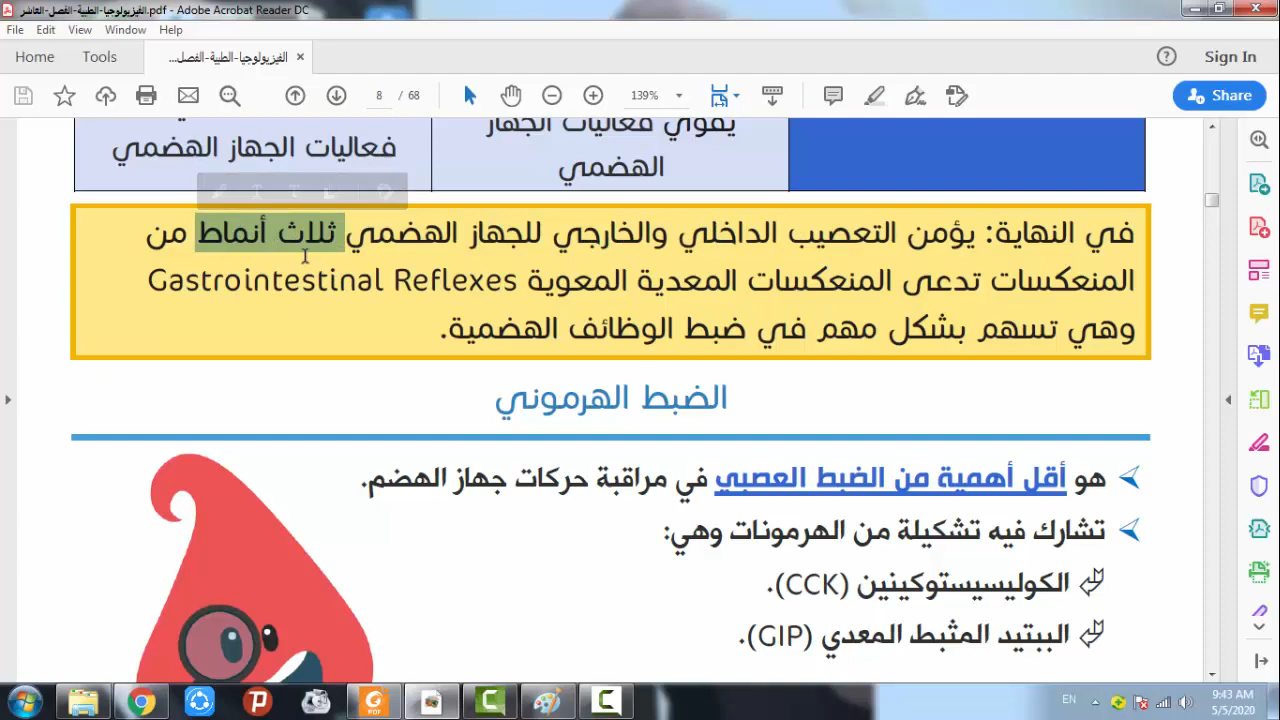 الفيزيولوجيا-الطبية-الفصل-العاشر.pdf - Adobe Acrobat Reader DC
File Edit View Window Help
Home Tools الفيزيولوجيا-الطبية-الفصل... × Sign In
8 / 68 139% Share
يقوي فعاليات الجهاز
الهضمي
فعاليات الجهاز الهضمي
في النهاية: يؤمن التعصيب الداخلي والخارجي للجهاز الهضمي ثلاث أنماط من
المنعكسات تدعى المنعكسات المعدية المعوية Gastrointestinal Reflexes
وهي تسهم بشكل مهم في ضبط الوظائف الهضمية.
الضبط الهرموني
هو أقل أهمية من الضبط العصبي في مراقبة حركات جهاز الهضم.
تشارك فيه تشكيلة من الهرمونات وهي:
الكوليسيستوكينين (CCK).
الببتيد المثبط المعدي (GIP).
EN 9:43 AM
5/5/2020